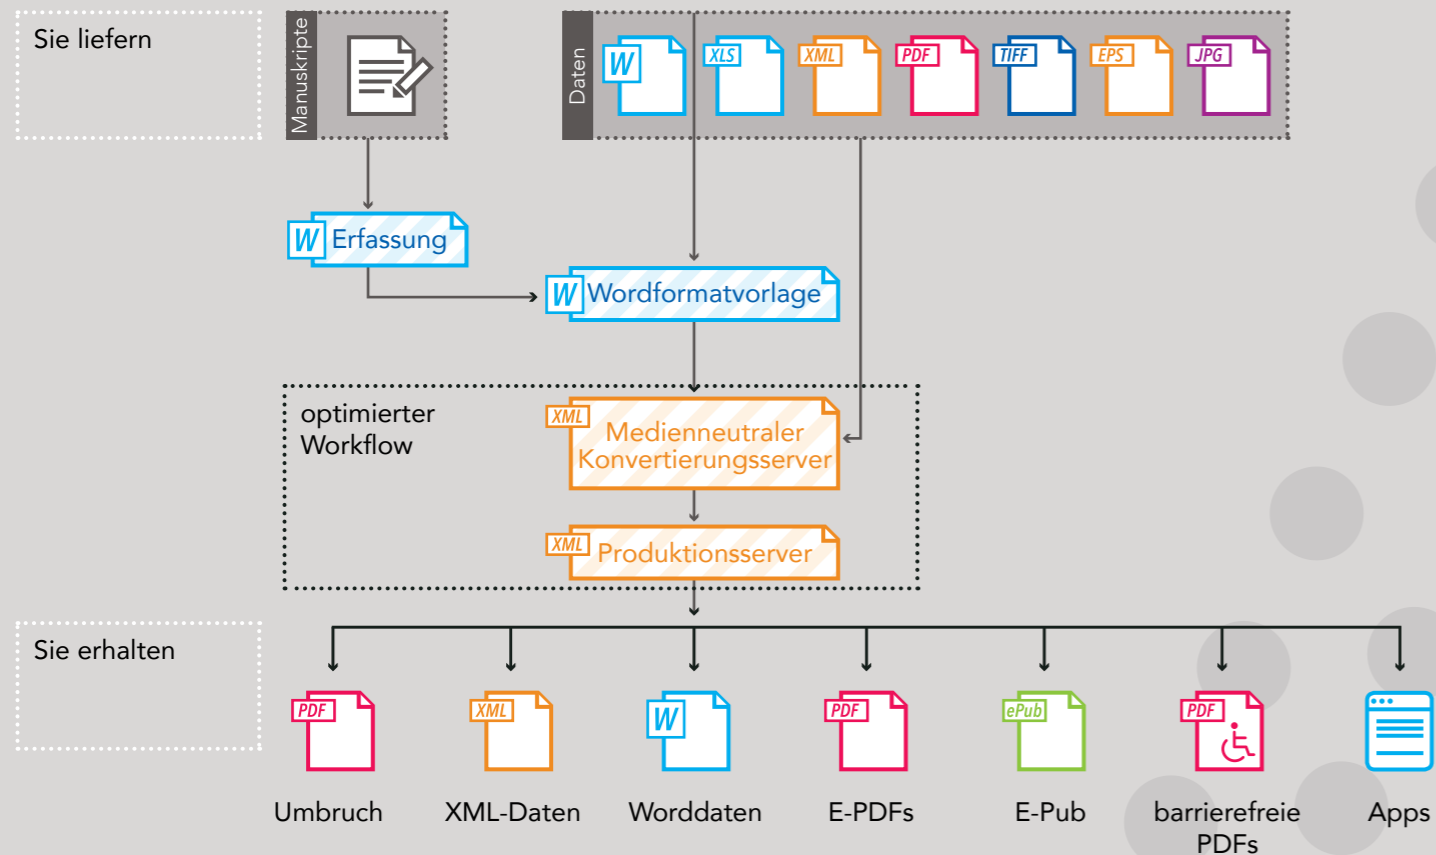 Sie liefern
Manuskripte
Daten
W
XLS
XML
PDF
TIFF
EPS
JPG
W Erfassung
W Wordformatvorlage
optimierter
Workflow
XML
Medienneutraler
Konvertierungsserver
XML
Produktionsserver
Sie erhalten
PDF
XML
W
PDF
ePub
PDF
Umbruch
XML-Daten
Worddaten
E-PDFs
E-Pub
barrierefreie
PDFs
Apps